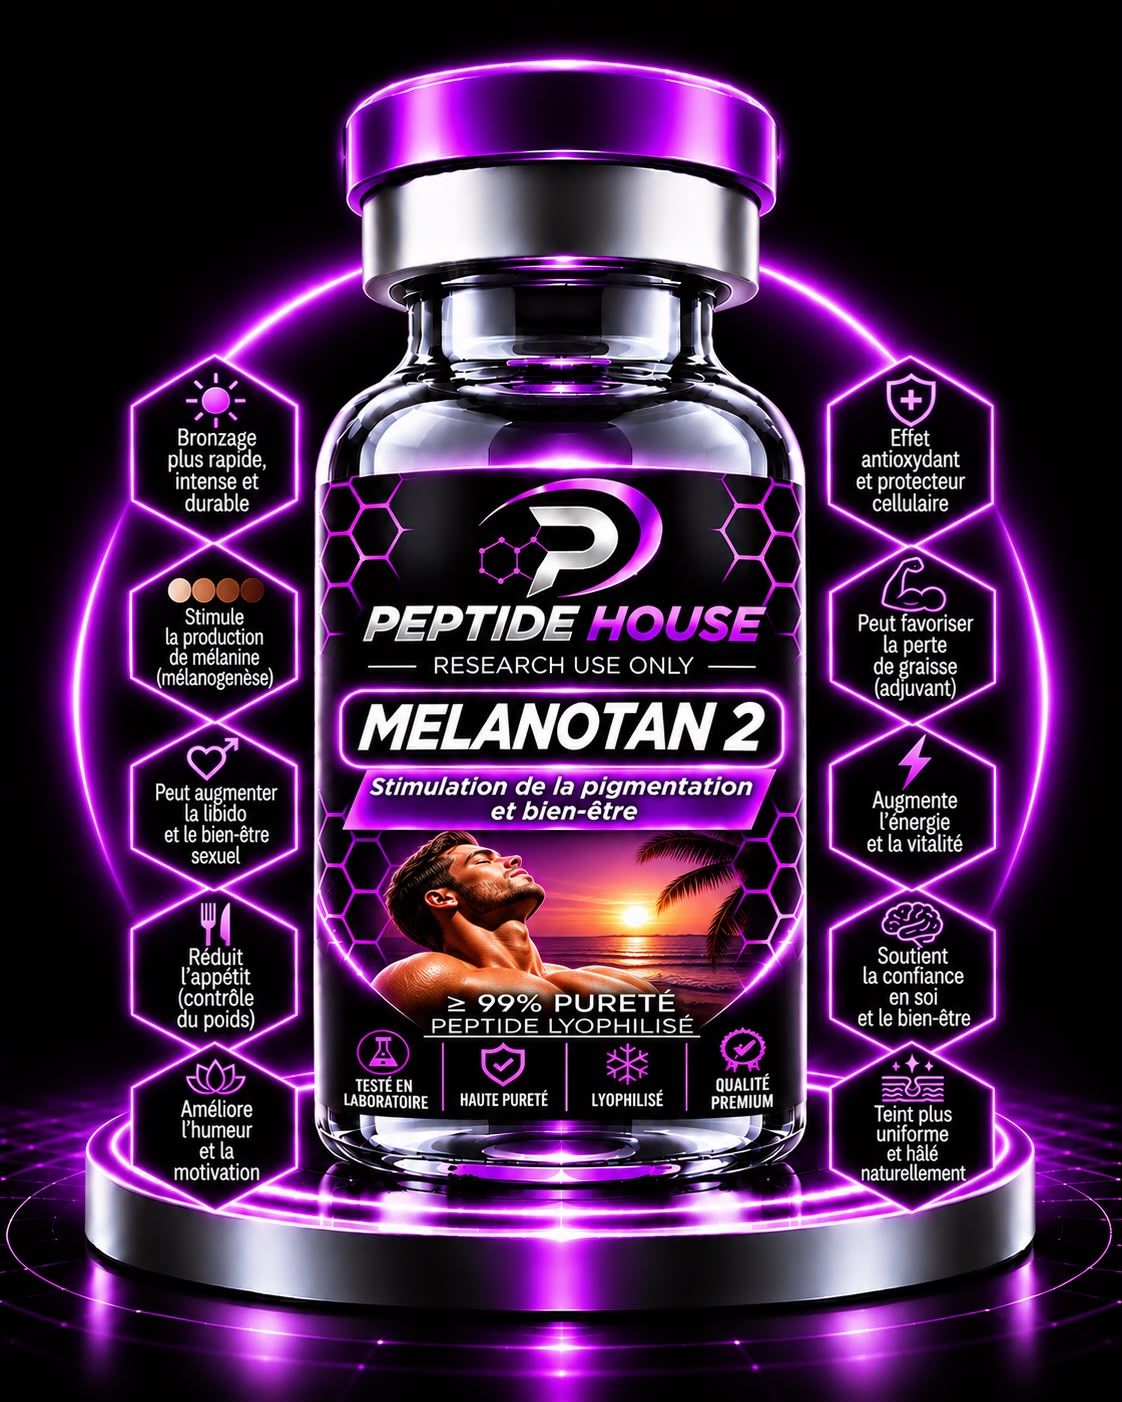 PEPTIDE HOUSE
RESEARCH USE ONLY
MELANOTAN 2
Stimulation de la pigmentation
et bien-être
≥ 99% PURETÉ
PEPTIDE LYOPHILISÉ
TESTÉ EN
LABORATOIRE
HAUTE PURETÉ
LYOPHILISÉ
QUALITÉ
PREMIUM
Bronzage
plus rapide,
intense et
durable
Stimule
la production
de mélanine
(mélanogenèse)
Peut augmenter
la libido
et le bien-être
sexuel
Réduit
l'appétit
(contrôle
du poids)
Améliore
l'humeur
et la
motivation
Effet
antioxydant
et protecteur
cellulaire
Peut favoriser
la perte
de graisse
(adjuvant)
Augmente
l'énergie
et la vitalité
Soutient
la confiance
en soi
et le bien-être
Teint plus
uniforme
et hâlé
naturellement